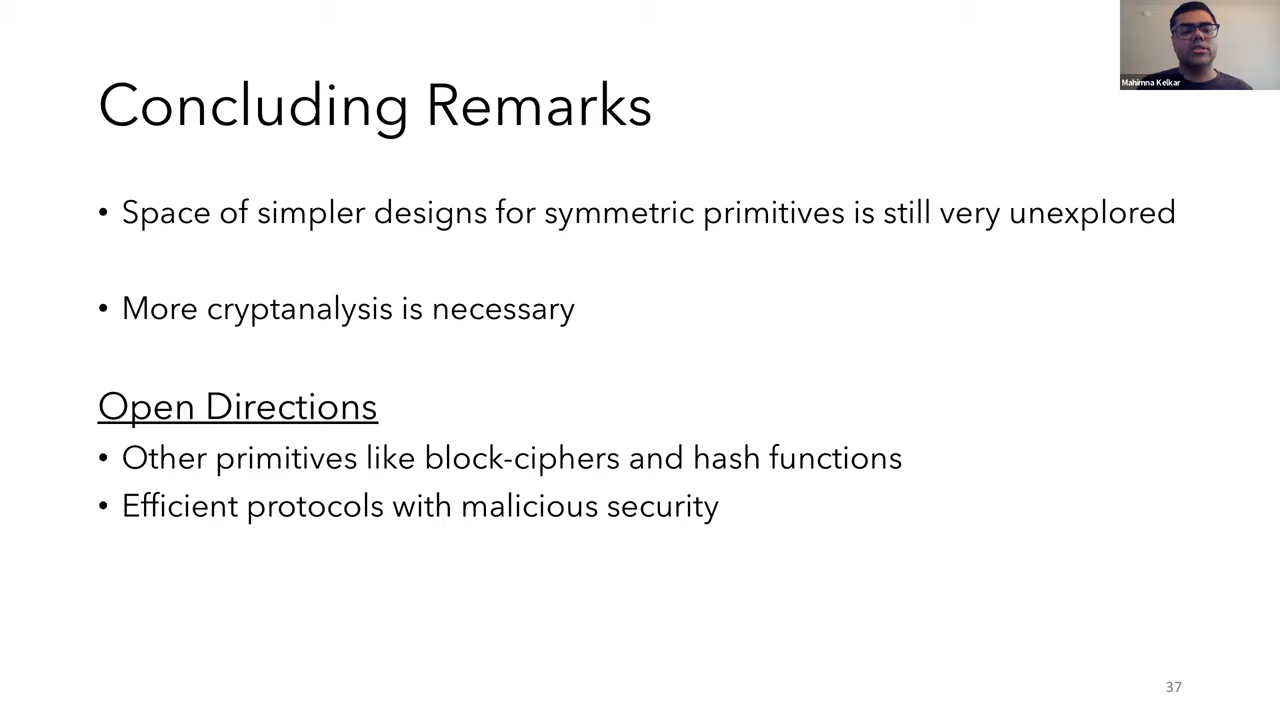 Mahimna Kelkar
Concluding Remarks
• Space of simpler designs for symmetric primitives is still very unexplored
• More cryptanalysis is necessary
Open Directions
• Other primitives like block-ciphers and hash functions
• Efficient protocols with malicious security
37